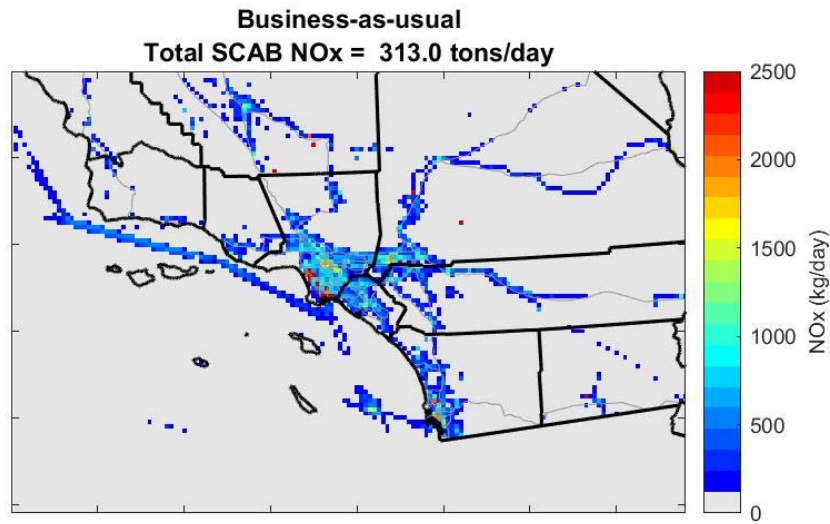 Business-as-usual
Total SCAB NOx = 313.0 tons/day
2500
2000
1500
1000
500
0
NOx (kg/day)